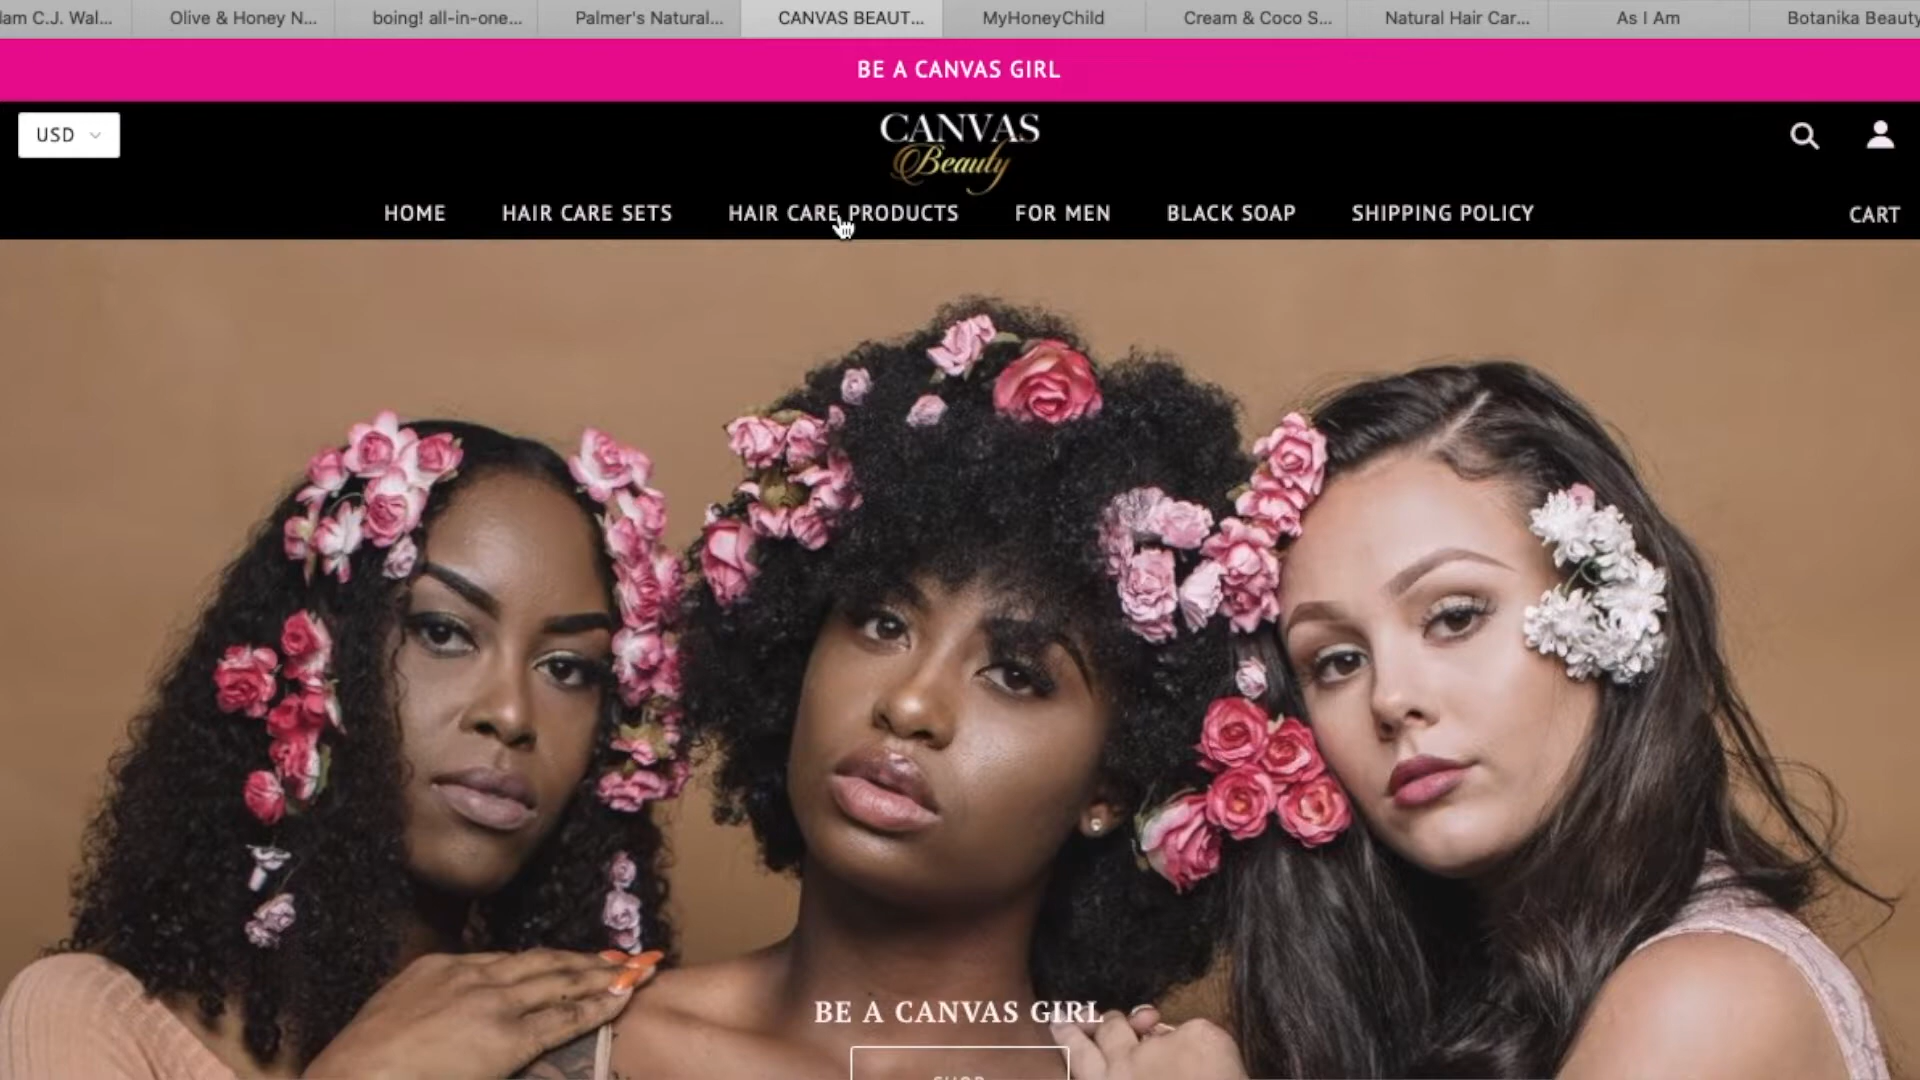 lam C.J. Wal...
Olive & Honey N...
boing! all-in-one...
Palmer's Natural...
CANVAS BEAUT...
MyHoneyChild
Cream & Coco S...
Natural Hair Car...
As I Am
Botanika Beauty
BE A CANVAS GIRL
USD
CANVAS
Beauty
HOME
HAIR CARE SETS
HAIR CARE PRODUCTS
FOR MEN
BLACK SOAP
SHIPPING POLICY
CART
BE A CANVAS GIRL
SHOP